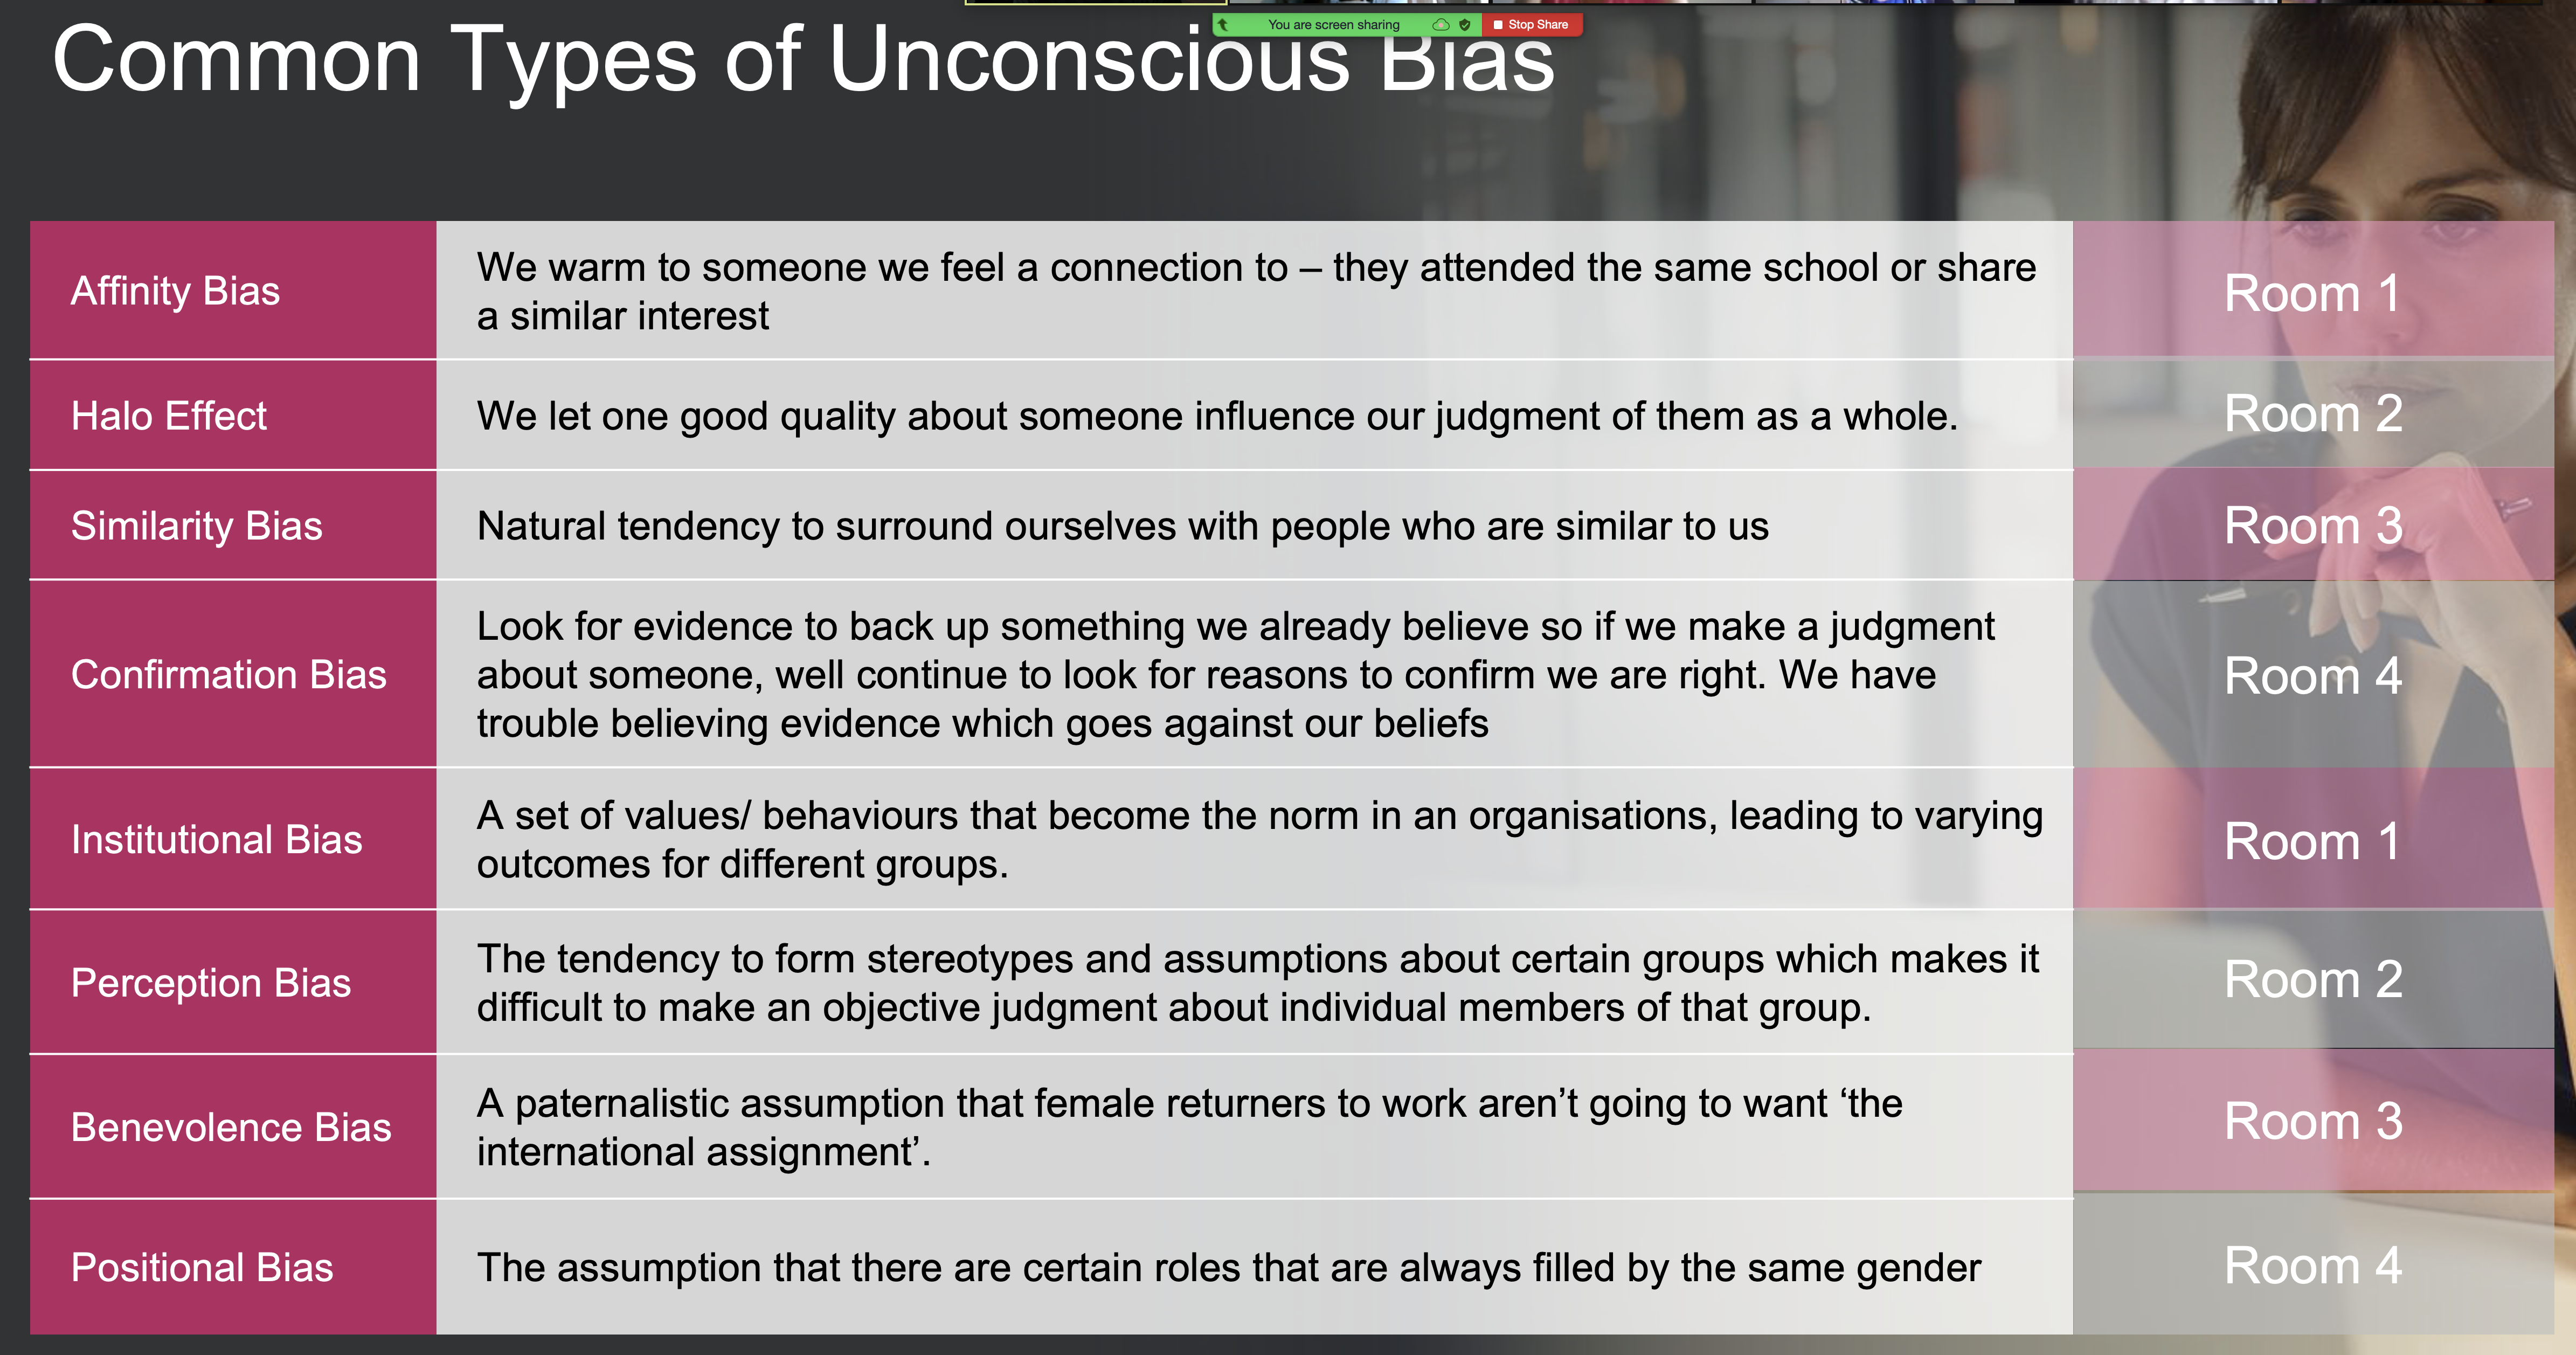 You are screen sharing
Stop Share
Common Types of Unconscious Bias
Affinity Bias
We warm to someone we feel a connection to – they attended the same school or share
a similar interest
Room 1
Halo Effect
We let one good quality about someone influence our judgment of them as a whole.
Room 2
Similarity Bias
Natural tendency to surround ourselves with people who are similar to us
Room 3
Confirmation Bias
Look for evidence to back up something we already believe so if we make a judgment
about someone, well continue to look for reasons to confirm we are right. We have
trouble believing evidence which goes against our beliefs
Room 4
Institutional Bias
A set of values/ behaviours that become the norm in an organisations, leading to varying
outcomes for different groups.
Room 1
Perception Bias
The tendency to form stereotypes and assumptions about certain groups which makes it
difficult to make an objective judgment about individual members of that group.
Room 2
Benevolence Bias
A paternalistic assumption that female returners to work aren’t going to want ‘the
international assignment’.
Room 3
Positional Bias
The assumption that there are certain roles that are always filled by the same gender
Room 4